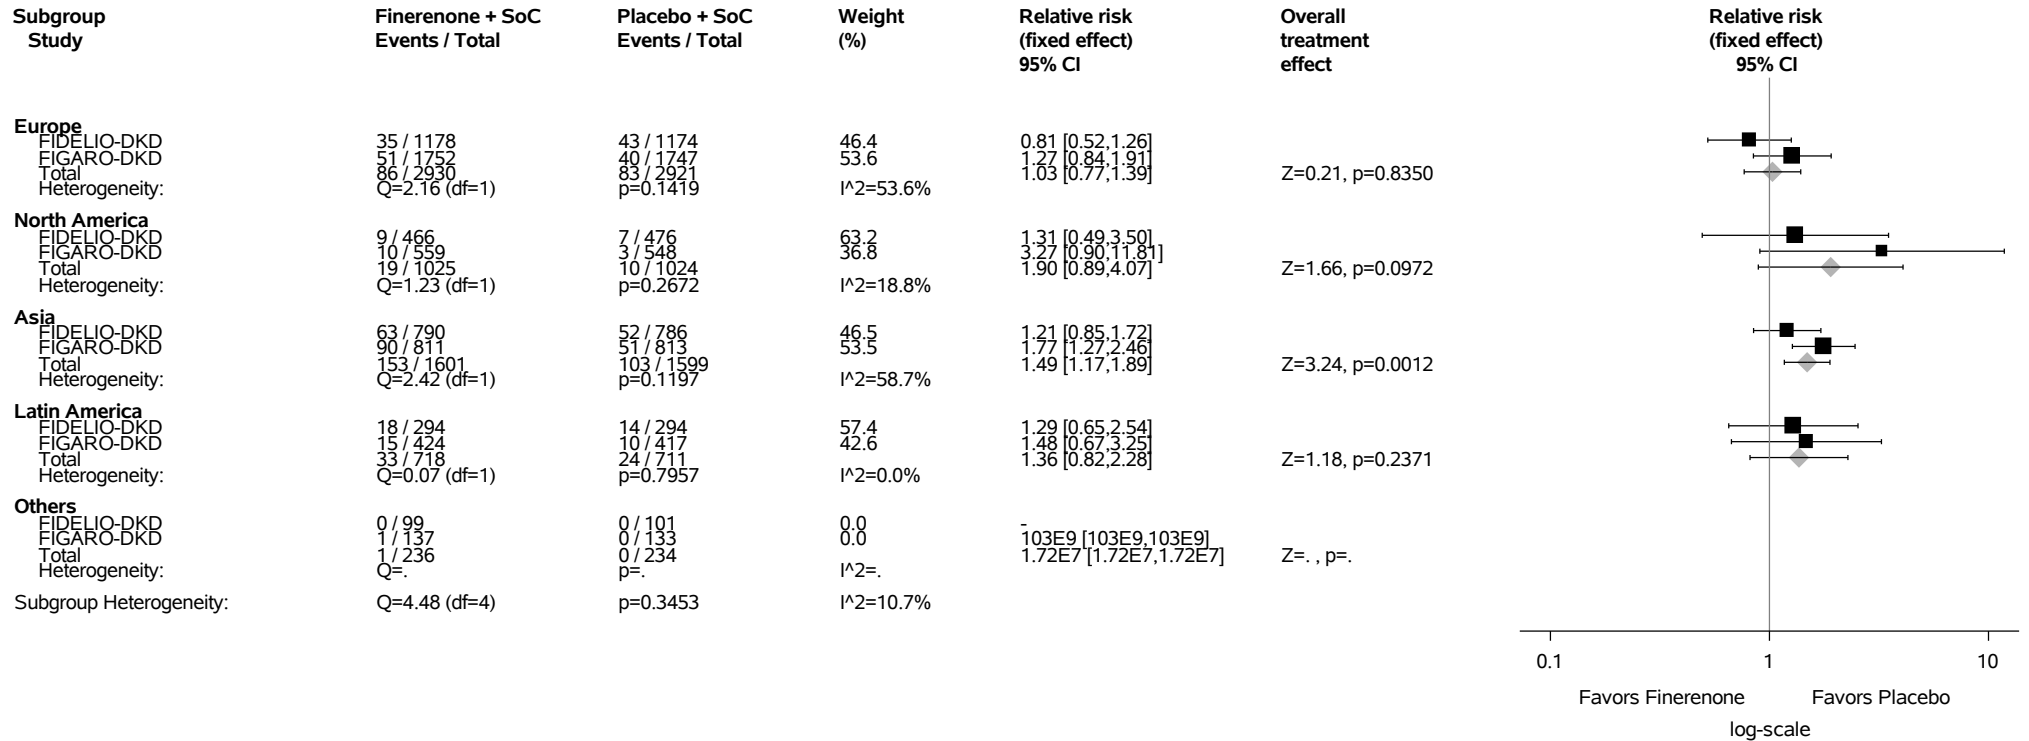 Subgroup Finerenone + SoC Placebo + SoC Weight Relative risk Overall Relative risk
Study Events / Total Events / Total (%) (fixed effect) treatment (fixed effect)
95% CI effect 95% CI
Europe
FIDELIO-DKD 35 / 1178 43 / 1174 46.4 0.81 [0.52,1.26]
FIGARO-DKD 51 / 1752 40 / 1747 53.6 1.27 [0.84,1.91]
Total 86 / 2930 83 / 2921 1.03 [0.77,1.39] Z=0.21, p=0.8350
Heterogeneity: Q=2.16 (df=1) p=0.1419 I^2=53.6%
North America
FIDELIO-DKD 9 / 466 7 / 476 63.2 1.31 [0.49,3.50]
FIGARO-DKD 10 / 559 3 / 548 36.8 3.27 [0.90,11.81]
Total 19 / 1025 10 / 1024 1.90 [0.89,4.07] Z=1.66, p=0.0972
Heterogeneity: Q=1.23 (df=1) p=0.2672 I^2=18.8%
Asia
FIDELIO-DKD 63 / 790 52 / 786 46.5 1.21 [0.85,1.72]
FIGARO-DKD 90 / 811 51 / 813 53.5 1.77 [1.27,2.46]
Total 153 / 1601 103 / 1599 1.49 [1.17,1.89] Z=3.24, p=0.0012
Heterogeneity: Q=2.42 (df=1) p=0.1197 I^2=58.7%
Latin America
FIDELIO-DKD 18 / 294 14 / 294 57.4 1.29 [0.65,2.54]
FIGARO-DKD 15 / 424 10 / 417 42.6 1.48 [0.67,3.25]
Total 33 / 718 24 / 711 1.36 [0.82,2.28] Z=1.18, p=0.2371
Heterogeneity: Q=0.07 (df=1) p=0.7957 I^2=0.0%
Others
FIDELIO-DKD 0 / 99 0 / 101 0.0 -
FIGARO-DKD 1 / 137 0 / 133 0.0 103E9 [103E9,103E9]
Total 1 / 236 0 / 234 1.72E7 [1.72E7,1.72E7] Z=. , p=.
Heterogeneity: Q=. p=. I^2=.
Subgroup Heterogeneity: Q=4.48 (df=4) p=0.3453 I^2=10.7%
0.1 1 10
Favors Finerenone Favors Placebo
log-scale